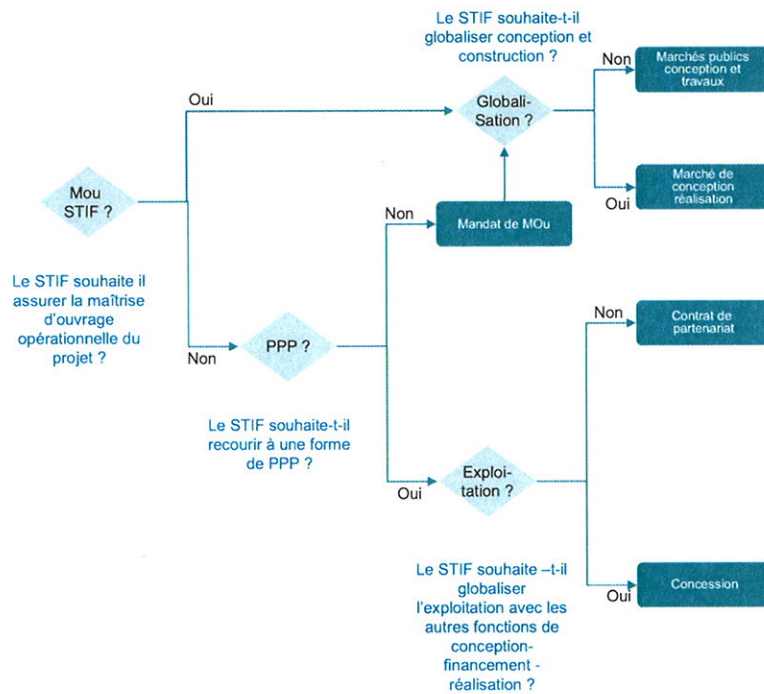 Le STIF souhaite-t-il
globaliser conception et
construction ?
Non
Marchés publics
conception et
travaux
Oui
Globali-
Sation ?
Mou
STIF ?
Non
Mandat de MOu
Oui
Marché de
conception
réalisation
Le STIF souhaite il
assurer la maîtrise
d'ouvrage
opérationnelle du
projet ?
Non
PPP ?
Non
Contrat de
partenariat
Le STIF souhaite-t-il
recourir à une forme
de PPP ?
Oui
Exploi-
tation ?
Le STIF souhaite –t-il
globaliser
l'exploitation avec les
autres fonctions de
conception-
financement -
réalisation ?
Oui
Concession